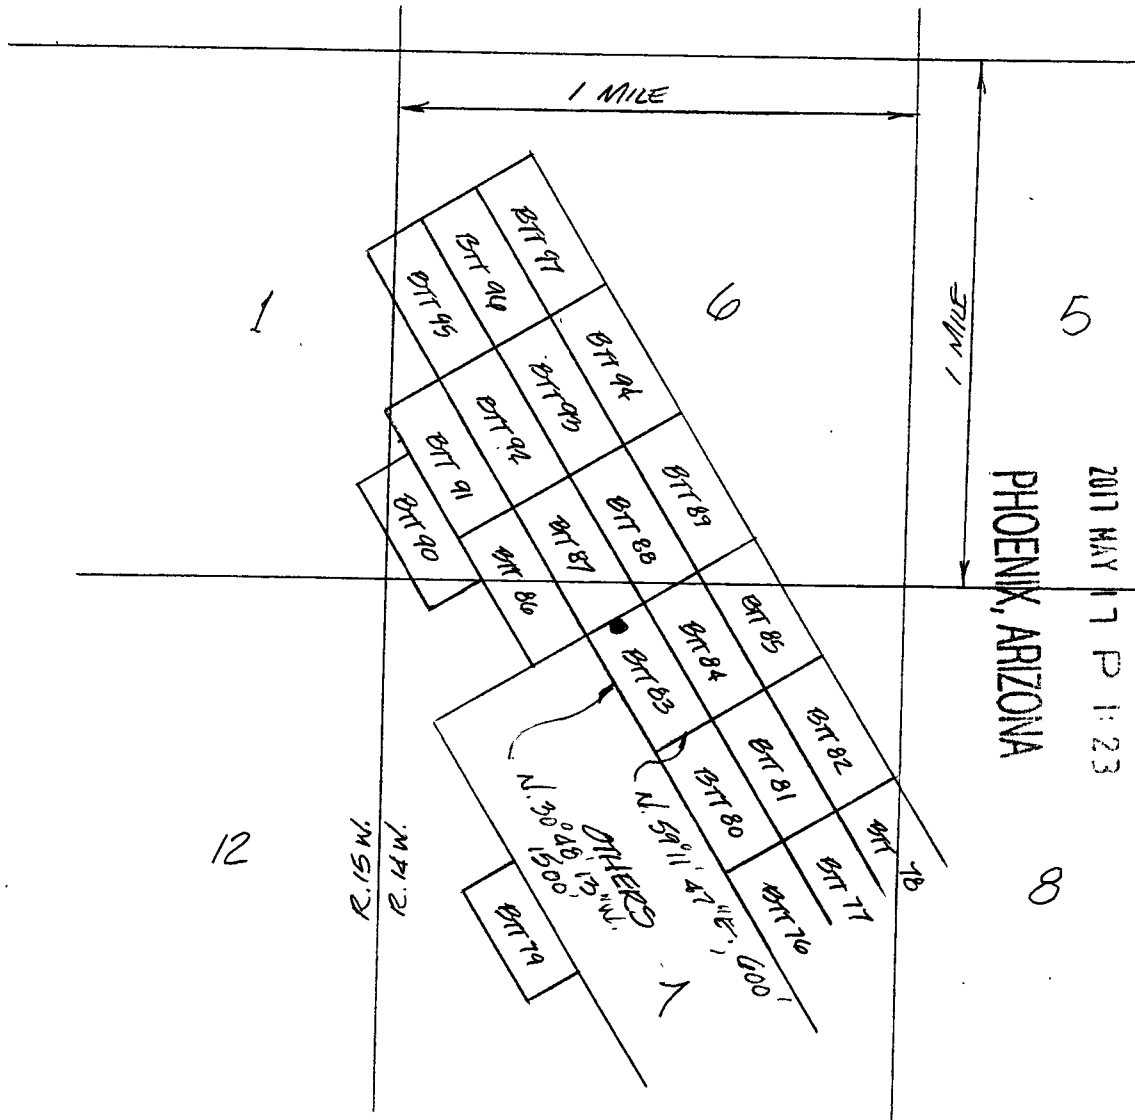 1 MILE
1
6
5
1 MILE
BTT 97
BTT 96
BTT 95
BTT 94
BTT 93
BTT 92
BTT 91
BTT 90
BTT 89
BTT 88
BTT 87
BTT 86
BTT 85
BTT 84
BTT 83
BTT 82
BTT 81
BTT 80
BTT 79
BTT 78
BTT 77
BTT 76
N. 30° 48' 13" W.
1500'
N. 59° 11' 47" E., 600'
OTHERS
7
12
8
R. 15 W.
R. 14 W.
2017 MAY 17 P 1:23
PHOENIX, ARIZONA